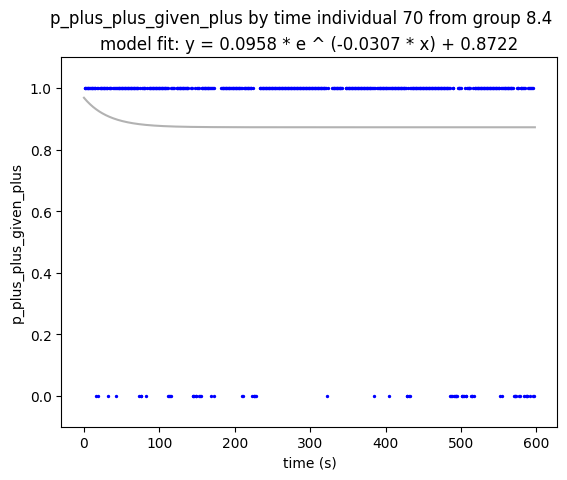 p_plus_plus_given_plus by time individual 70 from group 8.4
model fit: y = 0.0958 * e ^ (-0.0307 * x) + 0.8722
1.0
0.8
0.6
0.4
0.2
0.0
p_plus_plus_given_plus
0 100 200 300 400 500 600
time (s)